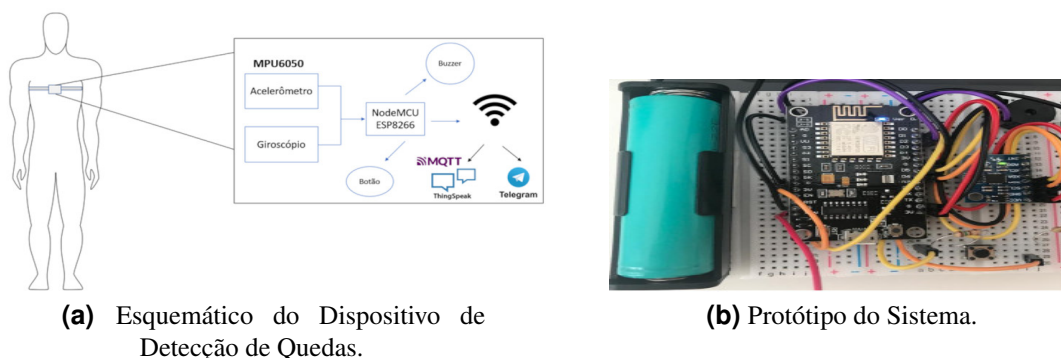 MPU6050
Acelerômetro
Giroscópio
NodeMCU
ESP8266
Buzzer
Botão
MQTT
ThingSpeak
Telegram
(a) Esquemático do Dispositivo de
Detecção de Quedas.
(b) Protótipo do Sistema.